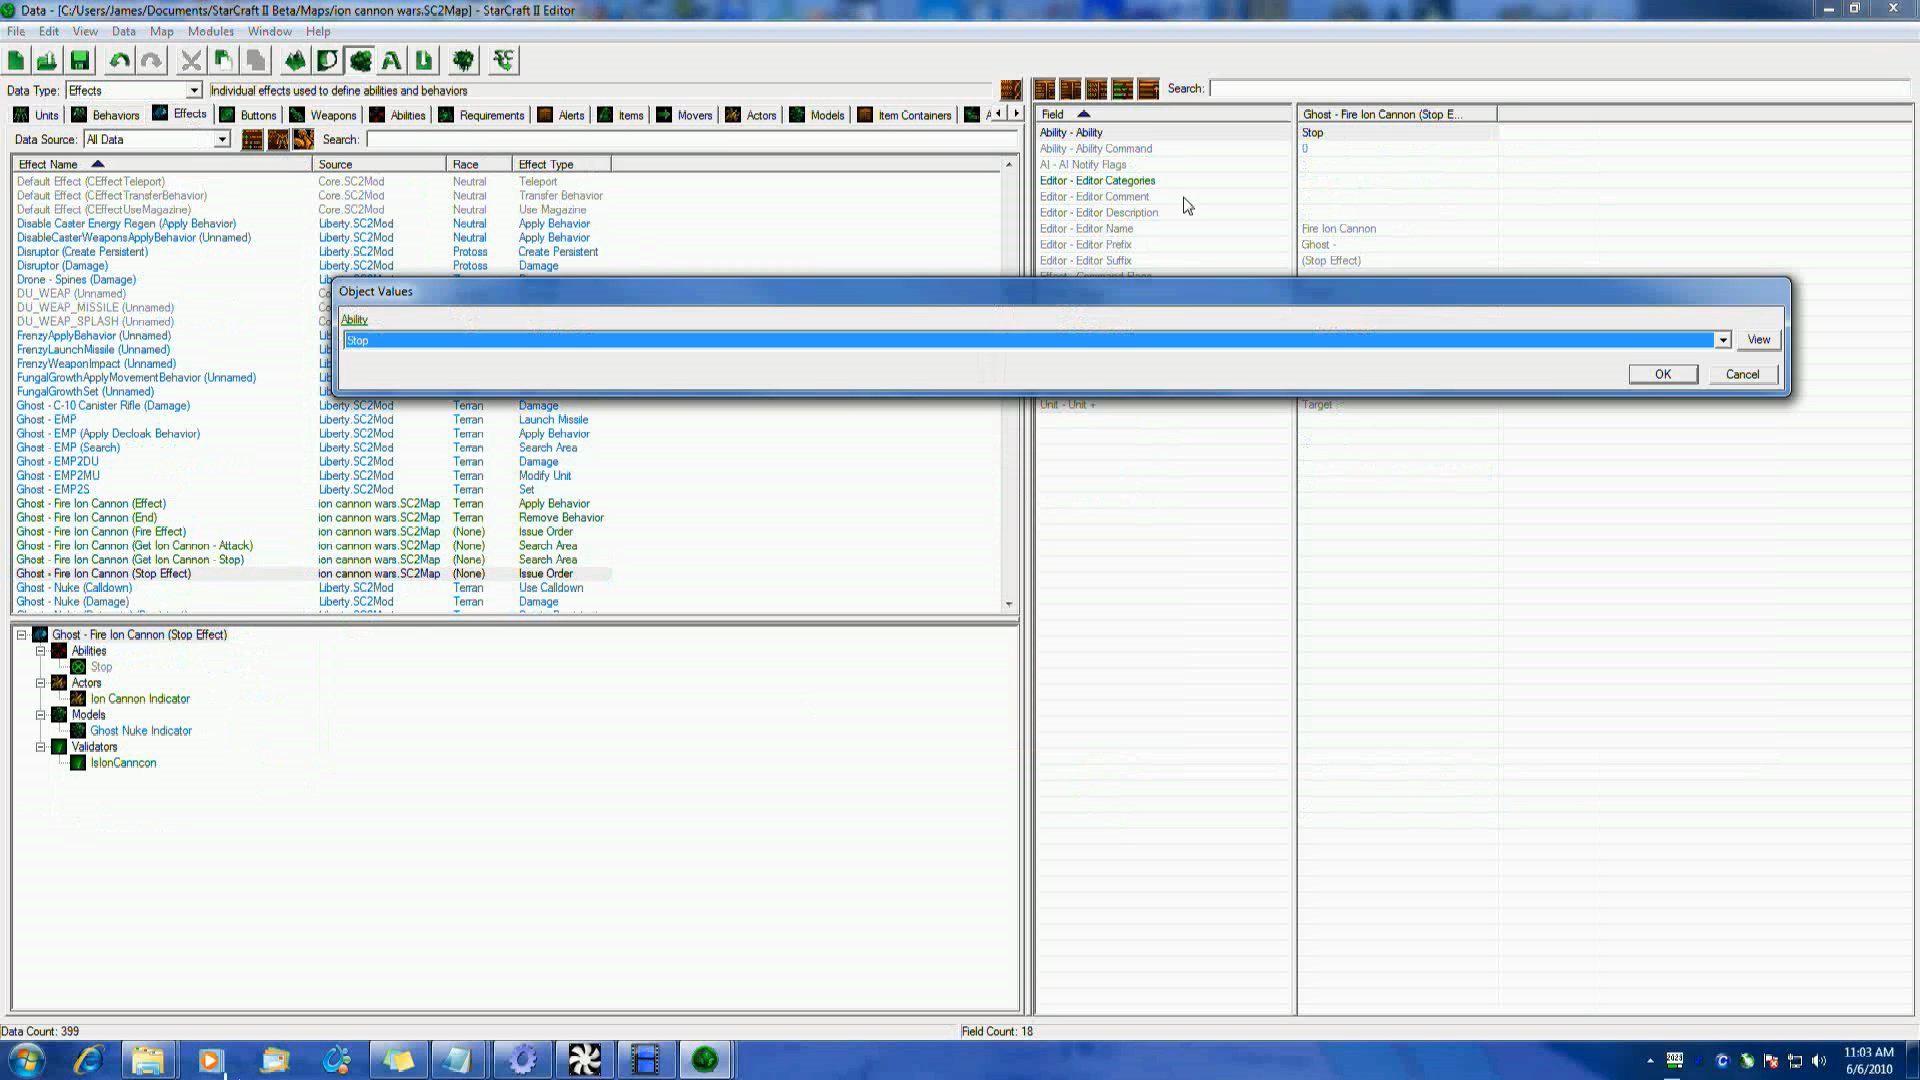 Data - [C:/Users/James/Documents/StarCraft II Beta/Maps/ion cannon wars.SC2Map] - StarCraft II Editor
File Edit View Data Map Modules Window Help
Data Type: Effects Individual effects used to define abilities and behaviors
Search:
Units Behaviors Effects Buttons Weapons Abilities Requirements Alerts Items Movers Actors Models Item Containers A
Data Source: All Data Search:
Effect Name Source Race Effect Type
Default Effect (CEffectTeleport) Core.SC2Mod Neutral Teleport
Default Effect (CEffectTransferBehavior) Core.SC2Mod Neutral Transfer Behavior
Default Effect (CEffectUseMagazine) Core.SC2Mod Neutral Use Magazine
Disable Caster Energy Regen (Apply Behavior) Liberty.SC2Mod Neutral Apply Behavior
DisableCasterWeaponsApplyBehavior (Unnamed) Liberty.SC2Mod Neutral Apply Behavior
Disruptor (Create Persistent) Liberty.SC2Mod Protoss Create Persistent
Disruptor (Damage) Liberty.SC2Mod Protoss Damage
Drone - Spines (Damage)
DU_WEAP (Unnamed) Co
DU_WEAP_MISSILE (Unnamed) Co
DU_WEAP_SPLASH (Unnamed) Co
FrenzyApplyBehavior (Unnamed) Lib
FrenzyLaunchMissile (Unnamed) Lib
FrenzyWeaponImpact (Unnamed) Lib
FungalGrowthApplyMovementBehavior (Unnamed) Lib
FungalGrowthSet (Unnamed) Lib
Ghost - C-10 Canister Rifle (Damage) Liberty.SC2Mod Terran Damage
Ghost - EMP Liberty.SC2Mod Terran Launch Missile
Ghost - EMP (Apply Decloak Behavior) Liberty.SC2Mod Terran Apply Behavior
Ghost - EMP (Search) Liberty.SC2Mod Terran Search Area
Ghost - EMP2DU Liberty.SC2Mod Terran Damage
Ghost - EMP2MU Liberty.SC2Mod Terran Modify Unit
Ghost - EMP2S Liberty.SC2Mod Terran Set
Ghost - Fire Ion Cannon (Effect) ion cannon wars.SC2Map Terran Apply Behavior
Ghost - Fire Ion Cannon (End) ion cannon wars.SC2Map Terran Remove Behavior
Ghost - Fire Ion Cannon (Fire Effect) ion cannon wars.SC2Map (None) Issue Order
Ghost - Fire Ion Cannon (Get Ion Cannon - Attack) ion cannon wars.SC2Map (None) Search Area
Ghost - Fire Ion Cannon (Get Ion Cannon - Stop) ion cannon wars.SC2Map (None) Search Area
Ghost - Fire Ion Cannon (Stop Effect) ion cannon wars.SC2Map (None) Issue Order
Ghost - Nuke (Calldown) Liberty.SC2Mod Terran Use Calldown
Ghost - Nuke (Damage) Liberty.SC2Mod Terran Damage
Field Ghost - Fire Ion Cannon (Stop E...
Ability - Ability Stop
Ability - Ability Command 0
AI - AI Notify Flags
Editor - Editor Categories
Editor - Editor Comment
Editor - Editor Description
Editor - Editor Name Fire Ion Cannon
Editor - Editor Prefix Ghost -
Editor - Editor Suffix (Stop Effect)
Effect - Command Flags
Unit - Unit + Target
Object Values
Ability
Stop View
OK Cancel
Ghost - Fire Ion Cannon (Stop Effect)
Abilities
Stop
Actors
Ion Cannon Indicator
Models
Ghost Nuke Indicator
Validators
IsIonCanncon
Data Count: 399 Field Count: 18
11:03 AM
6/6/2010